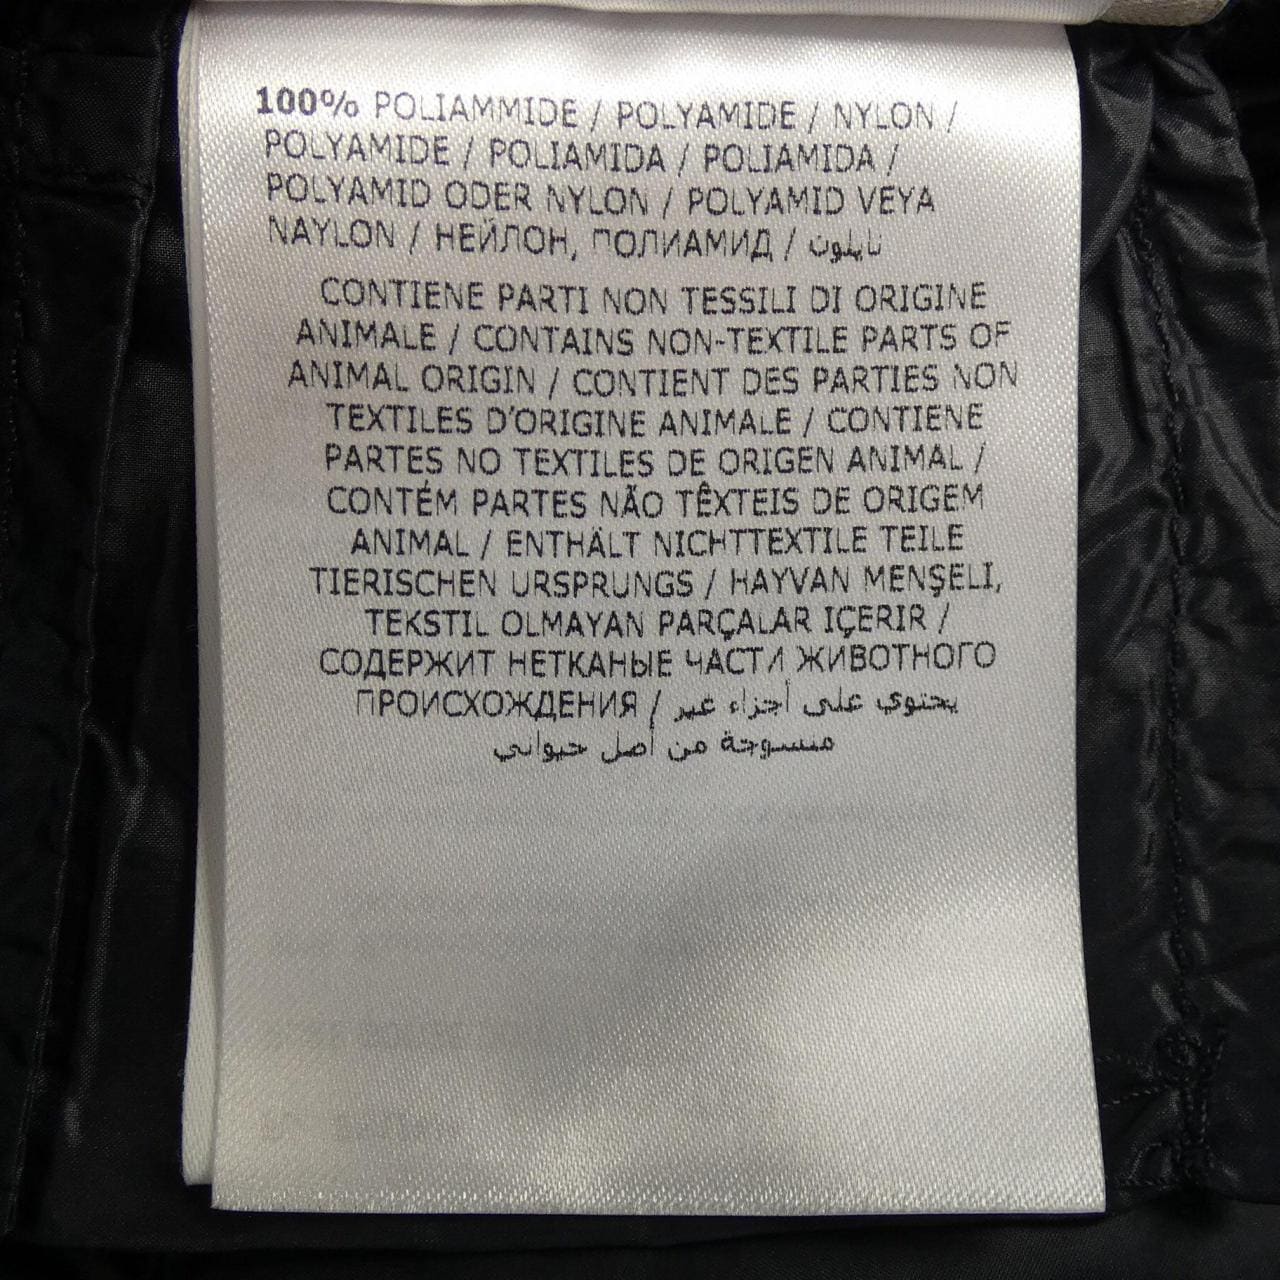 100% POLIAMMIDE / POLYAMIDE / NYLON /
POLYAMIDE / POLIAMIDA / POLIAMIDA /
POLYAMID ODER NYLON / POLYAMID VEYA
NAYLON / НЕЙЛОН, ПОЛИАМИД / نايلون
CONTIENE PARTI NON TESSILI DI ORIGINE
ANIMALE / CONTAINS NON-TEXTILE PARTS OF
ANIMAL ORIGIN / CONTIENT DES PARTIES NON
TEXTILES D'ORIGINE ANIMALE / CONTIENE
PARTES NO TEXTILES DE ORIGEN ANIMAL /
CONTÉM PARTES NÃO TÊXTEIS DE ORIGEM
ANIMAL / ENTHÄLT NICHTTEXTILE TEILE
TIERISCHEN URSPRUNGS / HAYVAN MENŞELI,
TEKSTIL OLMAYAN PARÇALAR IÇERIR /
СОДЕРЖИТ НЕТКАНЫЕ ЧАСТИ ЖИВОТНОГО
ПРОИСХОЖДЕНИЯ / يحتوي على أجزاء غير
منسوجة من أصل حيواني